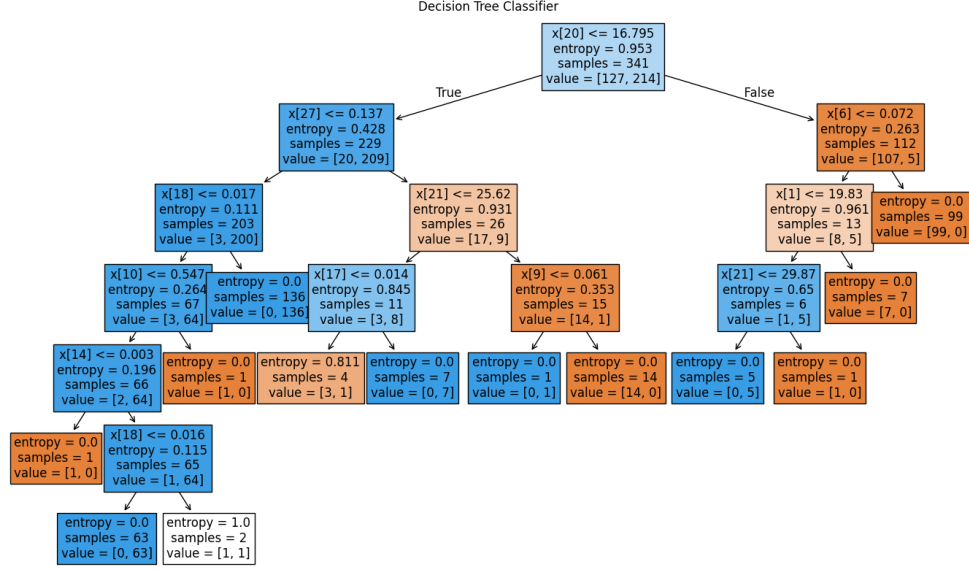 Decision Tree Classifier
x[20] <= 16.795
entropy = 0.953
samples = 341
value = [127, 214]
True
False
x[27] <= 0.137
entropy = 0.428
samples = 229
value = [20, 209]
x[6] <= 0.072
entropy = 0.263
samples = 112
value = [107, 5]
x[18] <= 0.017
entropy = 0.111
samples = 203
value = [3, 200]
x[21] <= 25.62
entropy = 0.931
samples = 26
value = [17, 9]
x[1] <= 19.83
entropy = 0.961
samples = 13
value = [8, 5]
entropy = 0.0
samples = 99
value = [99, 0]
x[10] <= 0.547
entropy = 0.264
samples = 67
value = [3, 64]
entropy = 0.0
samples = 136
value = [0, 136]
x[17] <= 0.014
entropy = 0.845
samples = 11
value = [3, 8]
x[9] <= 0.061
entropy = 0.353
samples = 15
value = [14, 1]
x[21] <= 29.87
entropy = 0.65
samples = 6
value = [1, 5]
entropy = 0.0
samples = 7
value = [7, 0]
x[14] <= 0.003
entropy = 0.196
samples = 66
value = [2, 64]
entropy = 0.0
samples = 1
value = [1, 0]
entropy = 0.811
samples = 4
value = [3, 1]
entropy = 0.0
samples = 7
value = [0, 7]
entropy = 0.0
samples = 1
value = [0, 1]
entropy = 0.0
samples = 14
value = [14, 0]
entropy = 0.0
samples = 5
value = [0, 5]
entropy = 0.0
samples = 1
value = [1, 0]
entropy = 0.0
samples = 1
value = [1, 0]
x[18] <= 0.016
entropy = 0.115
samples = 65
value = [1, 64]
entropy = 0.0
samples = 63
value = [0, 63]
entropy = 1.0
samples = 2
value = [1, 1]